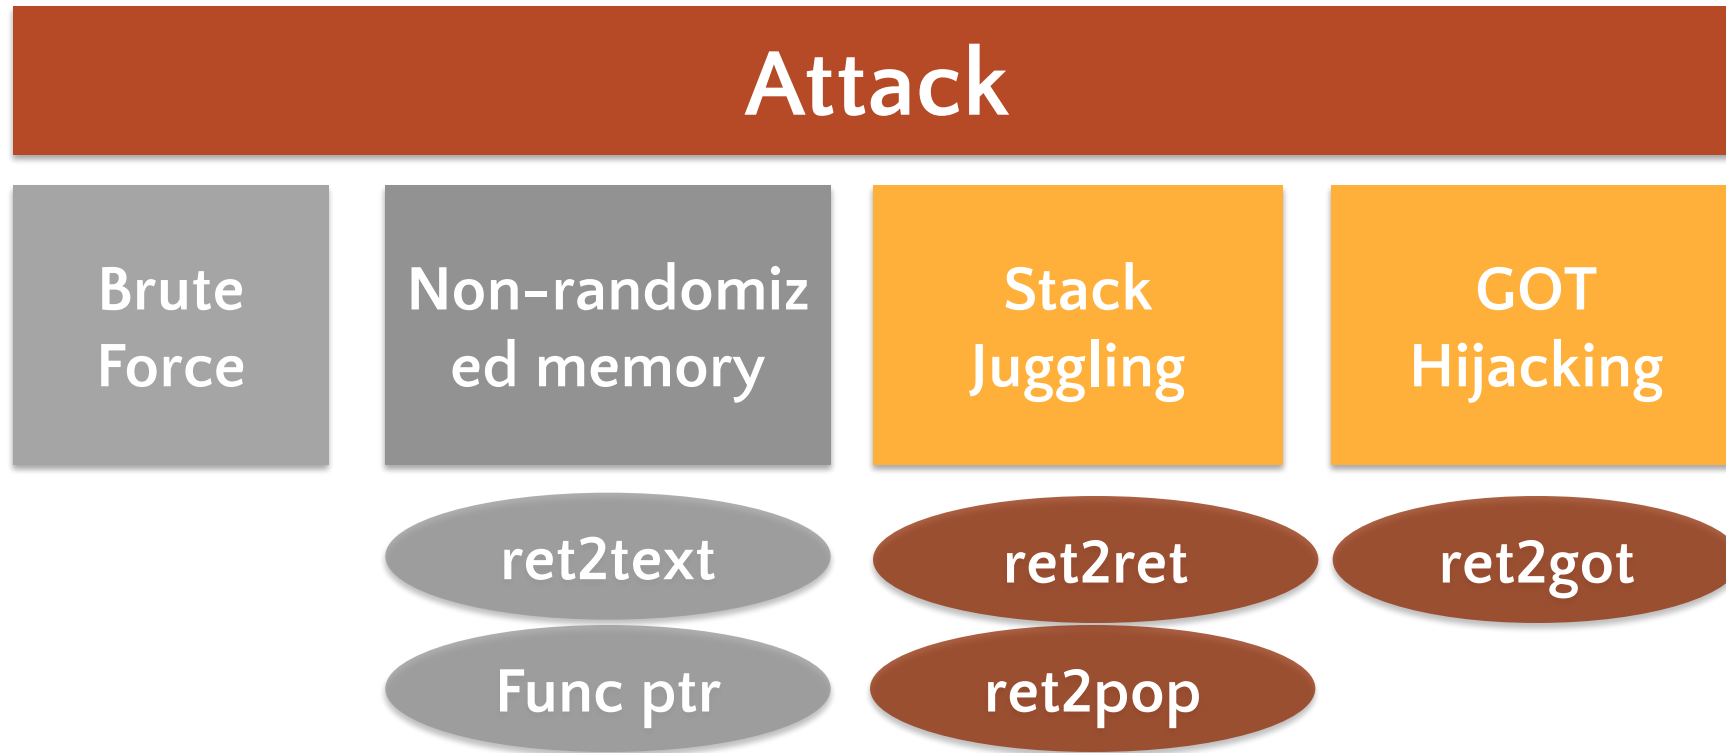 Attack
Brute
Force
Non-randomiz
ed memory
Stack
Juggling
GOT
Hijacking
ret2text
ret2ret
ret2got
Func ptr
ret2pop